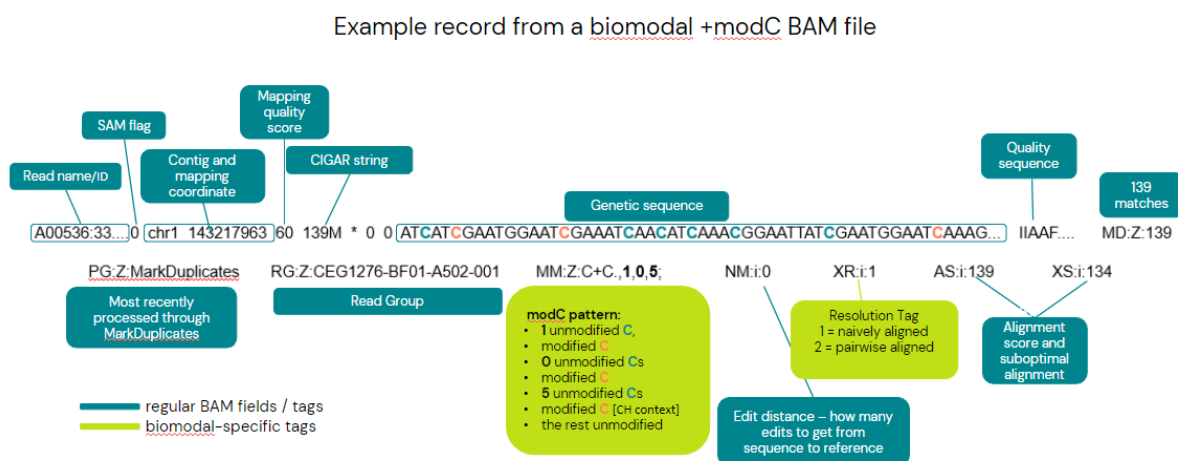 Example record from a biomodal +modC BAM file
Mapping
quality
score
SAM flag
Contig and
mapping
coordinate
CIGAR string
Quality
sequence
Read name/ID
139
matches
Genetic sequence
A00536:33....0 chr1 143217963 60 139M * 0 0 ATCATCGAATGGAATCGAAATCAACATCAAACGGAATTATCGAATGGAATCAAAG... IIAAF.... MD:Z:139
PG:Z:MarkDuplicates RG:Z:CEG1276-BF01-A502-001 MM:Z:C+C.,1,0,5; NM:i:0 XR:i:1 AS:i:139 XS:i:134
Most recently
processed through
MarkDuplicates
Read Group
modC pattern:
• 1 unmodified C,
• modified C
• 0 unmodified Cs
• modified C
• 5 unmodified Cs
• modified C [CH context]
• the rest unmodified
Resolution Tag
1 = naively aligned
2 = pairwise aligned
Alignment
score and
suboptimal
alignment
Edit distance – how many
edits to get from
sequence to reference
regular BAM fields / tags
biomodal-specific tags